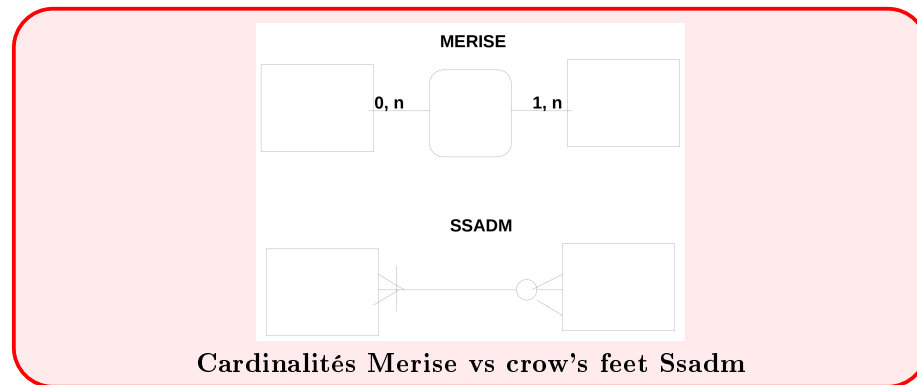 MERISE
0, n
1, n
SSADM
Cardinalités Merise vs crow's feet Ssadm